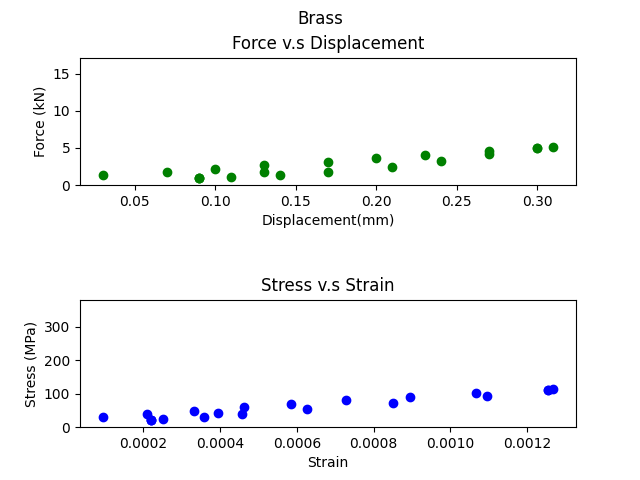 Brass
Force v.s Displacement
Force (kN)
15
10
5
0
0.05 0.10 0.15 0.20 0.25 0.30
Displacement(mm)
Stress v.s Strain
Stress (MPa)
300
200
100
0
0.0002 0.0004 0.0006 0.0008 0.0010 0.0012
Strain